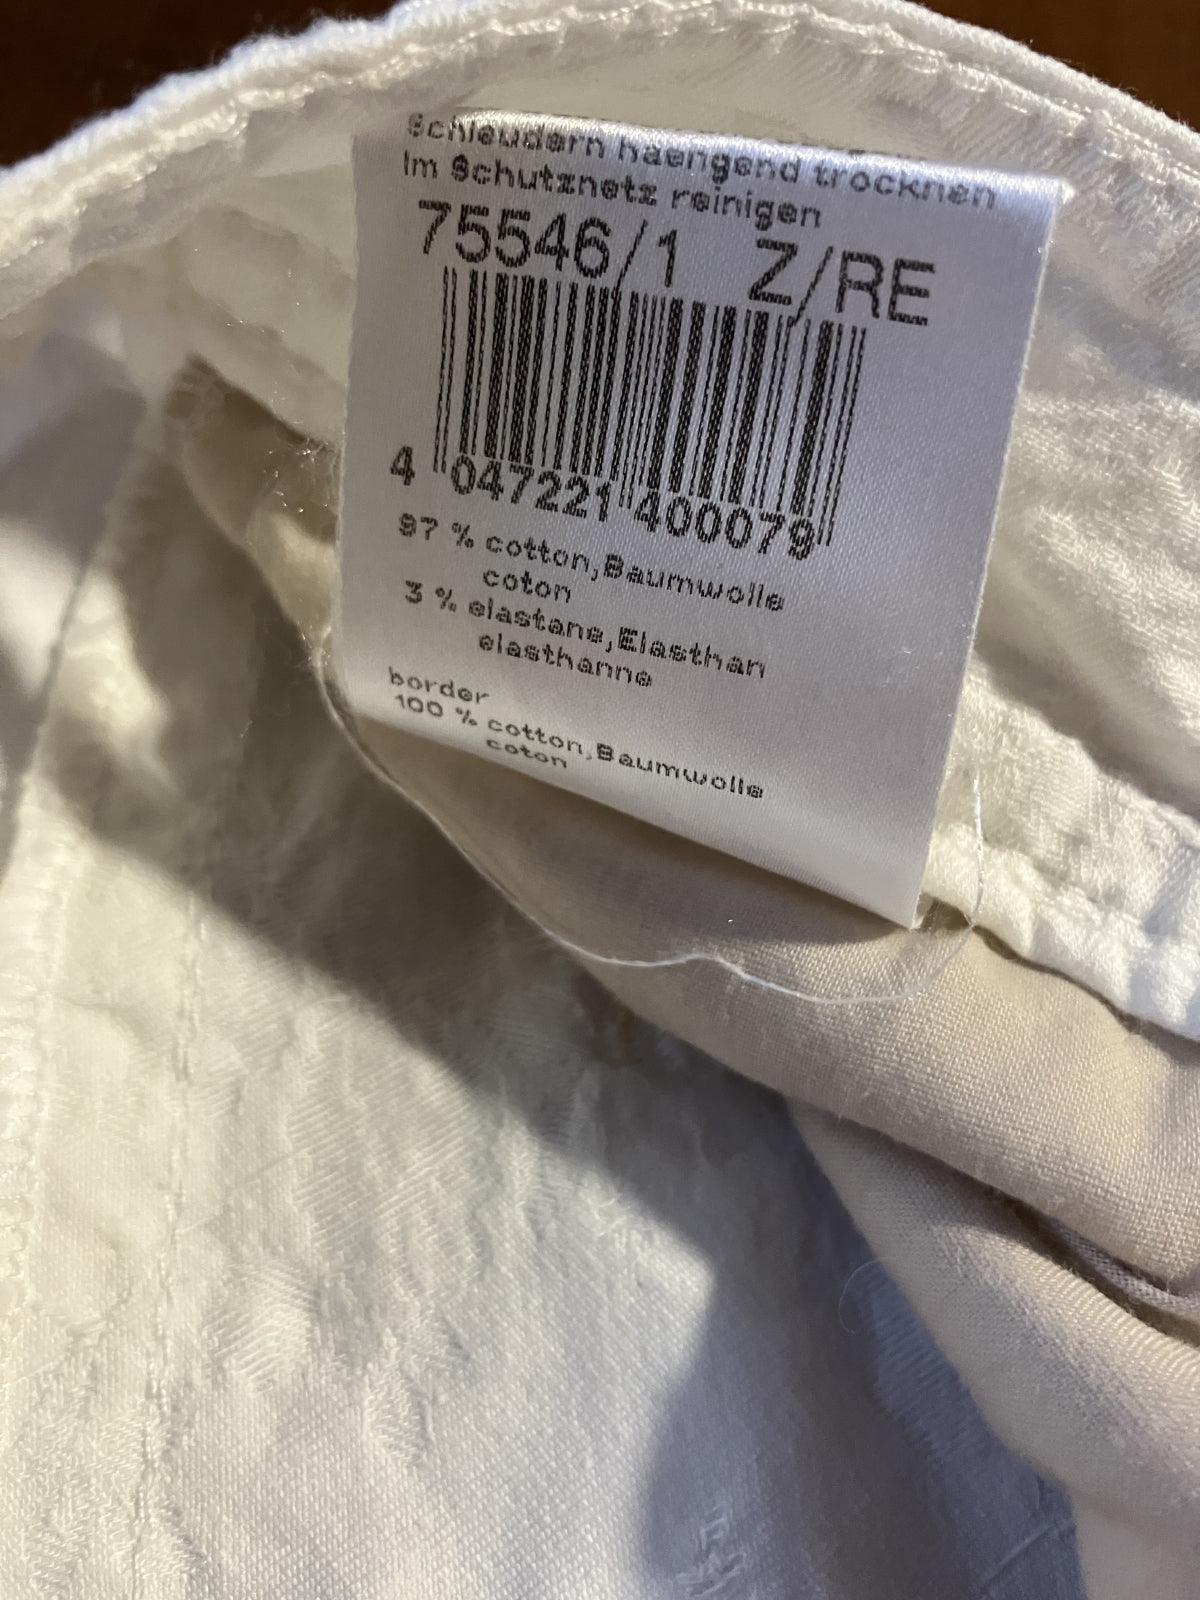 Schleudern haengend trocknen
Im Schutznetz reinigen
75546/1 Z/RE
4 047221 400079
97 % cotton,Baumwolle
coton
3 % elastane,Elasthan
elasthanne
border
100 % cotton,Baumwolle
coton